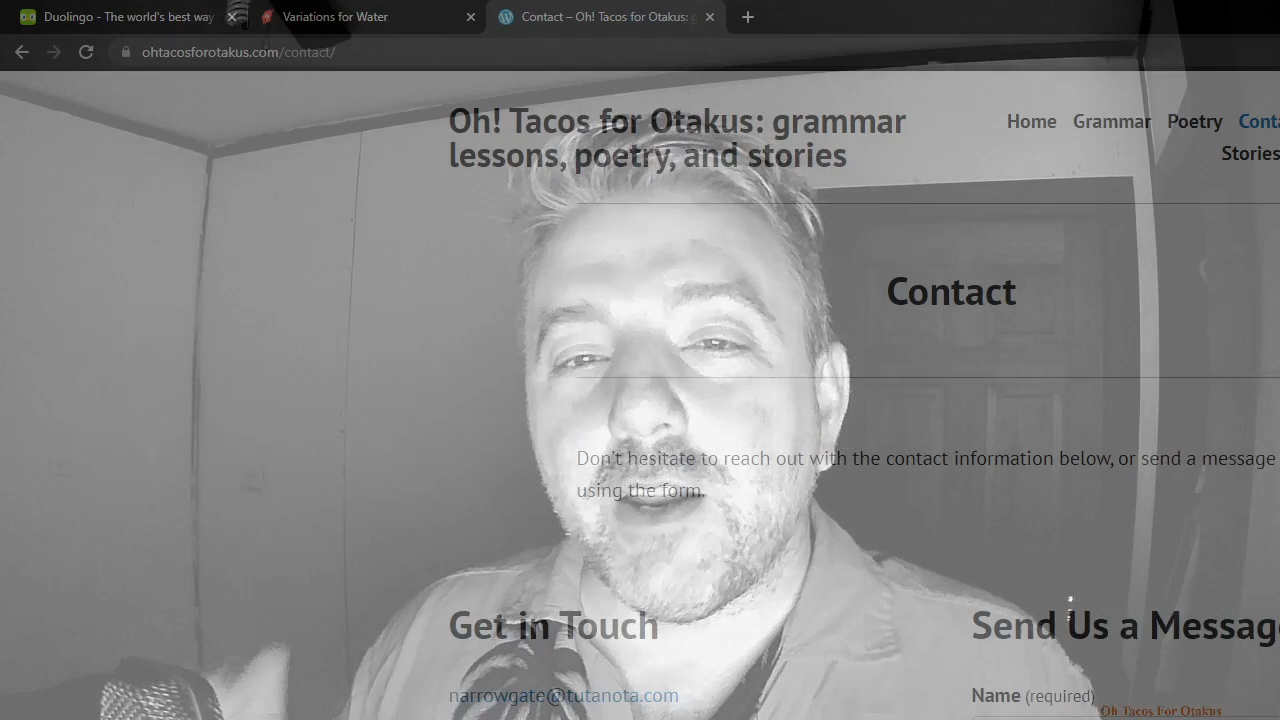 Duolingo - The world's best way
Variations for Water
Contact – Oh! Tacos for Otakus: g
ohtacosforotakus.com/contact/
Oh! Tacos for Otakus: grammar
lessons, poetry, and stories
Home Grammar Poetry Conta
Stories
Contact
Don't hesitate to reach out with the contact information below, or send a message
using the form.
Get in Touch
Send Us a Message
narrowgate@tutanota.com
Name (required)
Oh Tacos For Otakus